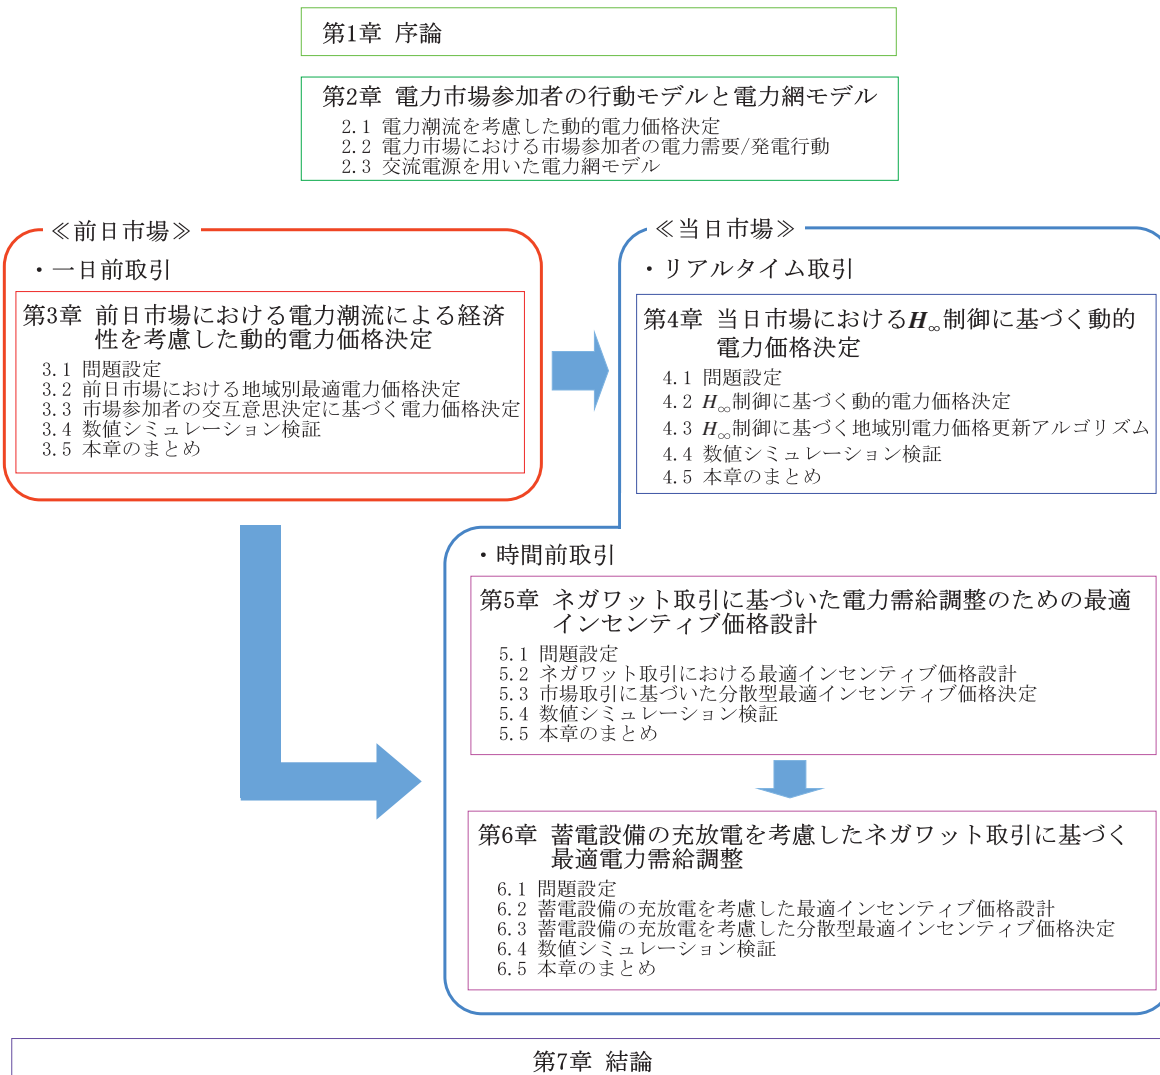 第1章 序論
第2章 電力市場参加者の行動モデルと電力網モデル
2.1 電力潮流を考慮した動的電力価格決定
2.2 電力市場における市場参加者の電力需要/発電行動
2.3 交流電源を用いた電力網モデル
≪前日市場≫
・一日前取引
第3章 前日市場における電力潮流による経済
性を考慮した動的電力価格決定
3.1 問題設定
3.2 前日市場における地域別最適電力価格決定
3.3 市場参加者の交互意思決定に基づく電力価格決定
3.4 数値シミュレーション検証
3.5 本章のまとめ
≪当日市場≫
・リアルタイム取引
第4章 当日市場におけるH∞制御に基づく動的
電力価格決定
4.1 問題設定
4.2 H∞制御に基づく動的電力価格決定
4.3 H∞制御に基づく地域別電力価格更新アルゴリズム
4.4 数値シミュレーション検証
4.5 本章のまとめ
・時間前取引
第5章 ネガワット取引に基づいた電力需給調整のための最適
インセンティブ価格設計
5.1 問題設定
5.2 ネガワット取引における最適インセンティブ価格設計
5.3 市場取引に基づいた分散型最適インセンティブ価格決定
5.4 数値シミュレーション検証
5.5 本章のまとめ
第6章 蓄電設備の充放電を考慮したネガワット取引に基づく
最適電力需給調整
6.1 問題設定
6.2 蓄電設備の充放電を考慮した最適インセンティブ価格設計
6.3 蓄電設備の充放電を考慮した分散型最適インセンティブ価格決定
6.4 数値シミュレーション検証
6.5 本章のまとめ
第7章 結論